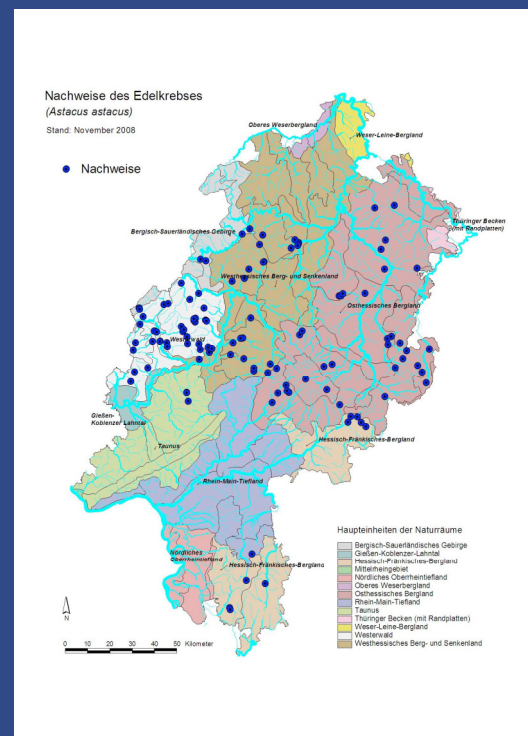 Nachweise des Edelkrebses
(Astacus astacus)
Stand: November 2008
Nachweise
Oberes Weserbergland
Weser-Leine-Bergland
Thüringer Becken
(mit Randplatten)
Bergisch-Sauerländisches Gebirge
Westhessisches Berg- und Senkenland
Osthessisches Bergland
Westerwald
Gießen-
Koblenzer Lahntal
Taunus
Hessisch-Fränkisches-Bergland
Rhein-Main-Tiefland
Nördliches
Oberrheintiefland
Hessisch-Fränkisches-Bergland
Haupteinheiten der Naturräume
Bergisch-Sauerländisches Gebirge
Gießen-Koblenzer-Lahntal
Hessisch-Fränkisches-Bergland
Mittelrheingebiet
Nördliches Oberrheintiefland
Oberes Weserbergland
Osthessisches Bergland
Rhein-Main-Tiefland
Taunus
Thüringer Becken (mit Randplatten)
Weser-Leine-Bergland
Westerwald
Westhessisches Berg- und Senkenland
N
0 10 20 30 40 50 Kilometer